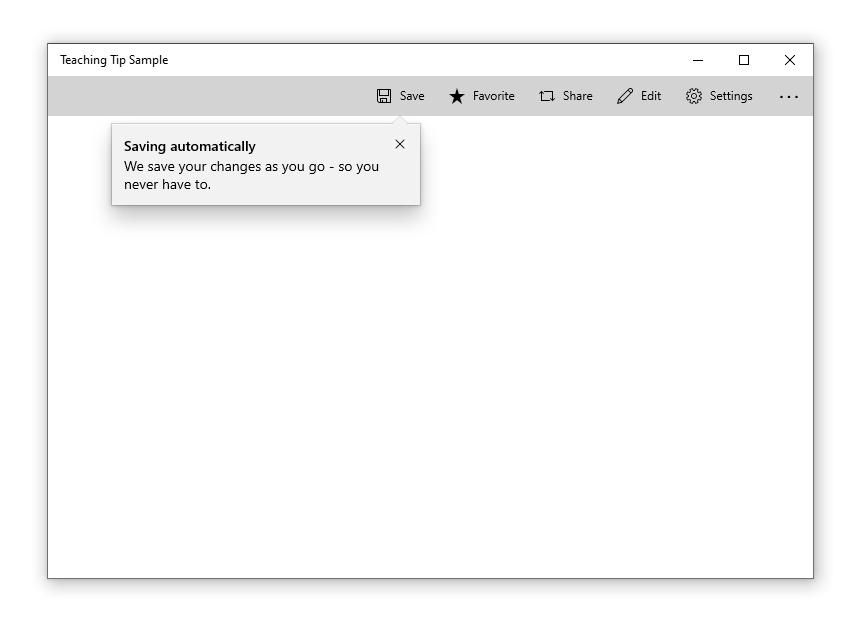 Teaching Tip Sample
Save Favorite Share Edit Settings ...
Saving automatically
We save your changes as you go - so you
never have to.